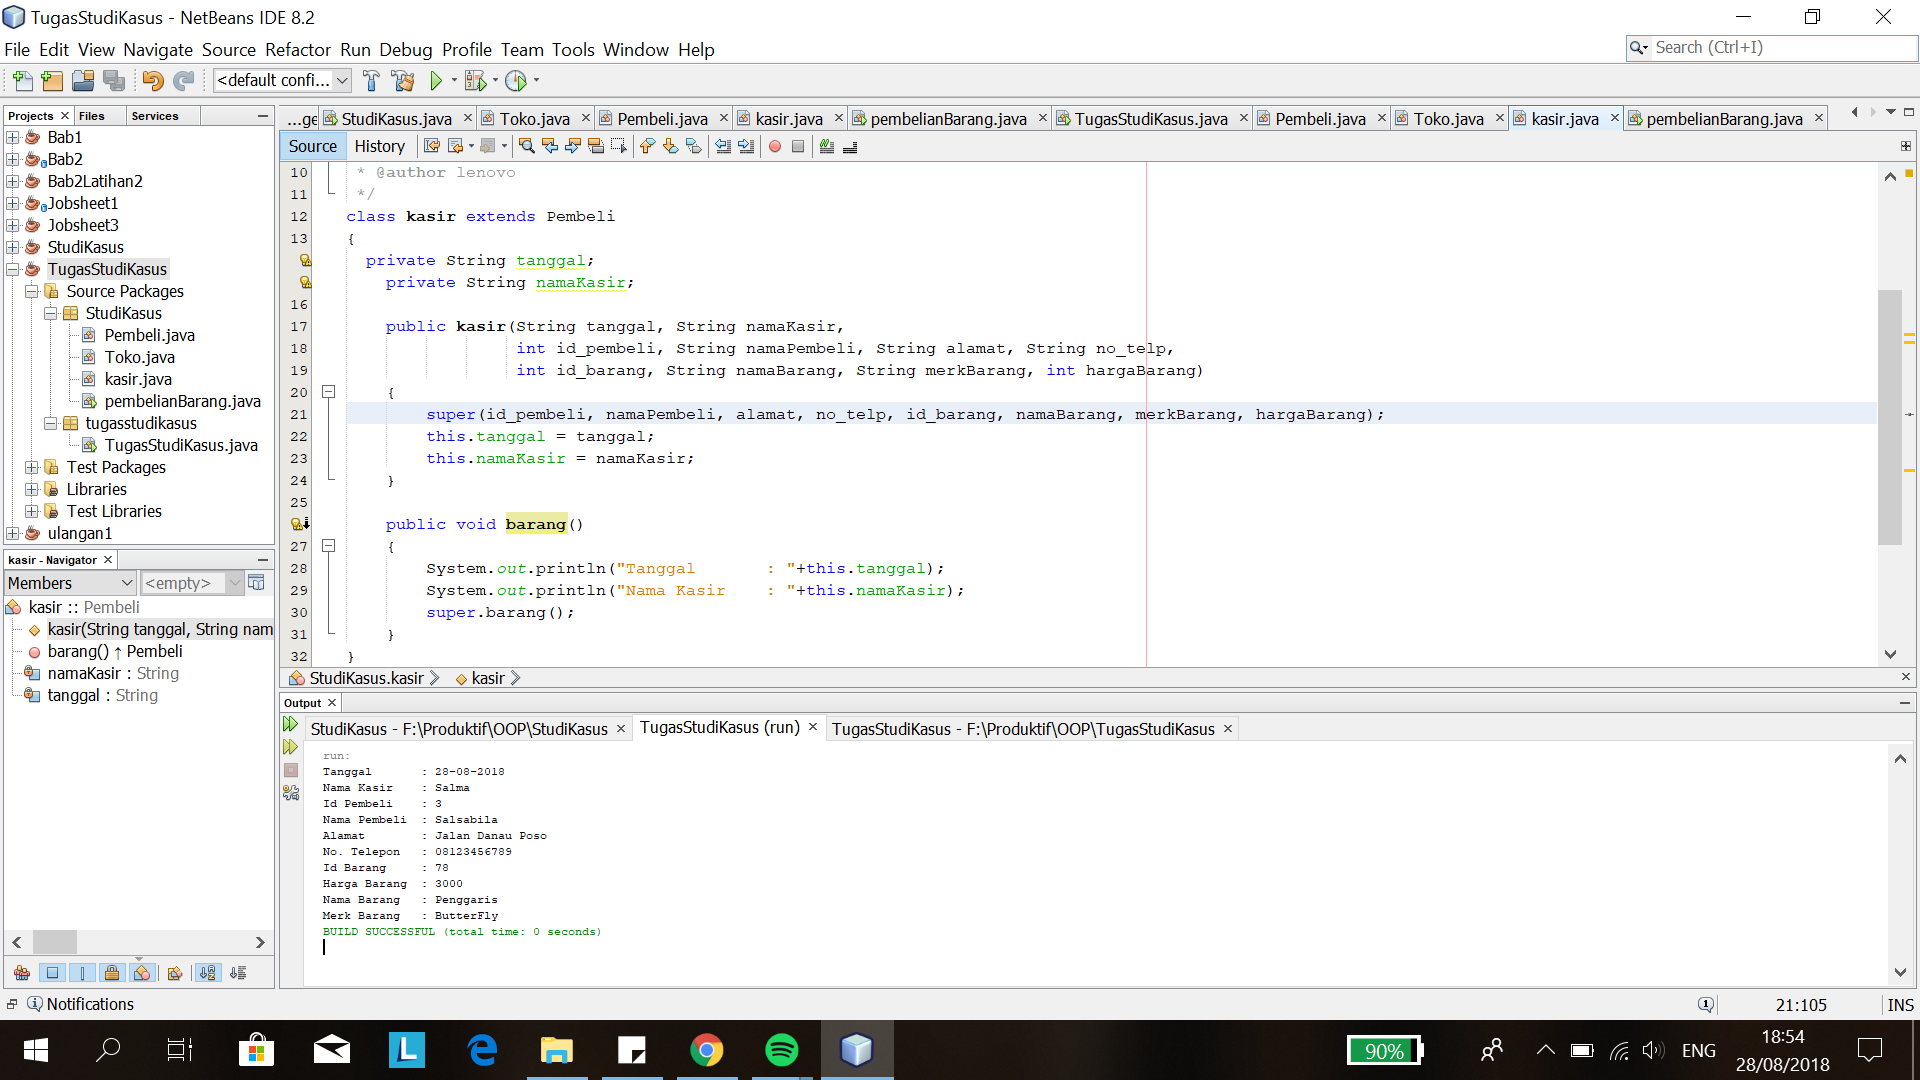 TugasStudiKasus - NetBeans IDE 8.2
File Edit View Navigate Source Refactor Run Debug Profile Team Tools Window Help
Search (Ctrl+I)
<default confi...
Projects Files Services
Bab1
Bab2
Bab2Latihan2
Jobsheet1
Jobsheet3
StudiKasus
TugasStudiKasus
Source Packages
StudiKasus
Pembeli.java
Toko.java
kasir.java
pembelianBarang.java
tugasstudikasus
TugasStudiKasus.java
Test Packages
Libraries
Test Libraries
ulangan1
kasir - Navigator
Members <empty>
kasir :: Pembeli
kasir(String tanggal, String nam
barang() ↑ Pembeli
namaKasir : String
tanggal : String
...ge StudiKasus.java Toko.java Pembeli.java kasir.java pembelianBarang.java TugasStudiKasus.java Pembeli.java Toko.java kasir.java pembelianBarang.java
Source History
10 * @author lenovo
11 */
12 class kasir extends Pembeli
13 {
private String tanggal;
private String namaKasir;
16
17 public kasir(String tanggal, String namaKasir,
18 int id_pembeli, String namaPembeli, String alamat, String no_telp,
19 int id_barang, String namaBarang, String merkBarang, int hargaBarang)
20 {
21 super(id_pembeli, namaPembeli, alamat, no_telp, id_barang, namaBarang, merkBarang, hargaBarang);
22 this.tanggal = tanggal;
23 this.namaKasir = namaKasir;
24 }
25
public void barang()
27 {
28 System.out.println("Tanggal : "+this.tanggal);
29 System.out.println("Nama Kasir : "+this.namaKasir);
30 super.barang();
31 }
32 }
StudiKasus.kasir kasir
Output
StudiKasus - F:\Produktif\OOP\StudiKasus TugasStudiKasus (run) TugasStudiKasus - F:\Produktif\OOP\TugasStudiKasus
run:
Tanggal : 28-08-2018
Nama Kasir : Salma
Id Pembeli : 3
Nama Pembeli : Salsabila
Alamat : Jalan Danau Poso
No. Telepon : 08123456789
Id Barang : 78
Harga Barang : 3000
Nama Barang : Penggaris
Merk Barang : ButterFly
BUILD SUCCESSFUL (total time: 0 seconds)
Notifications
21:105 INS
L
90%
ENG
18:54
28/08/2018